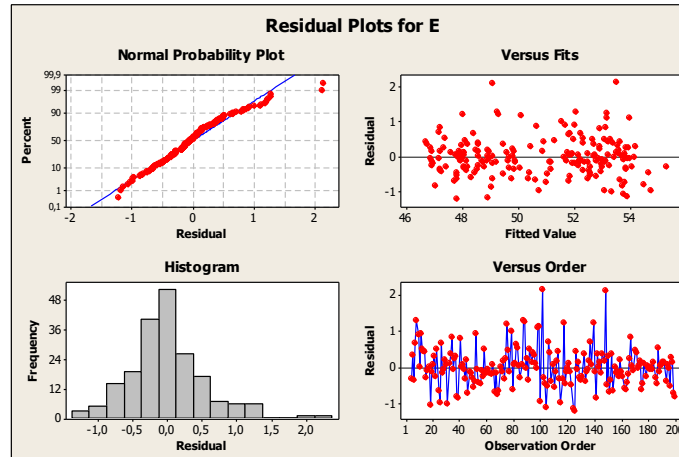 Residual Plots for E
Normal Probability Plot
Percent
99,9
99
90
50
10
1
0,1
-2 -1 0 1 2
Residual
Versus Fits
Residual
2
1
0
-1
46 48 50 52 54
Fitted Value
Histogram
Frequency
48
36
24
12
0
-1,0 -0,5 0,0 0,5 1,0 1,5 2,0
Residual
Versus Order
Residual
2
1
0
-1
1 20 40 60 80 100 120 140 160 180 200
Observation Order